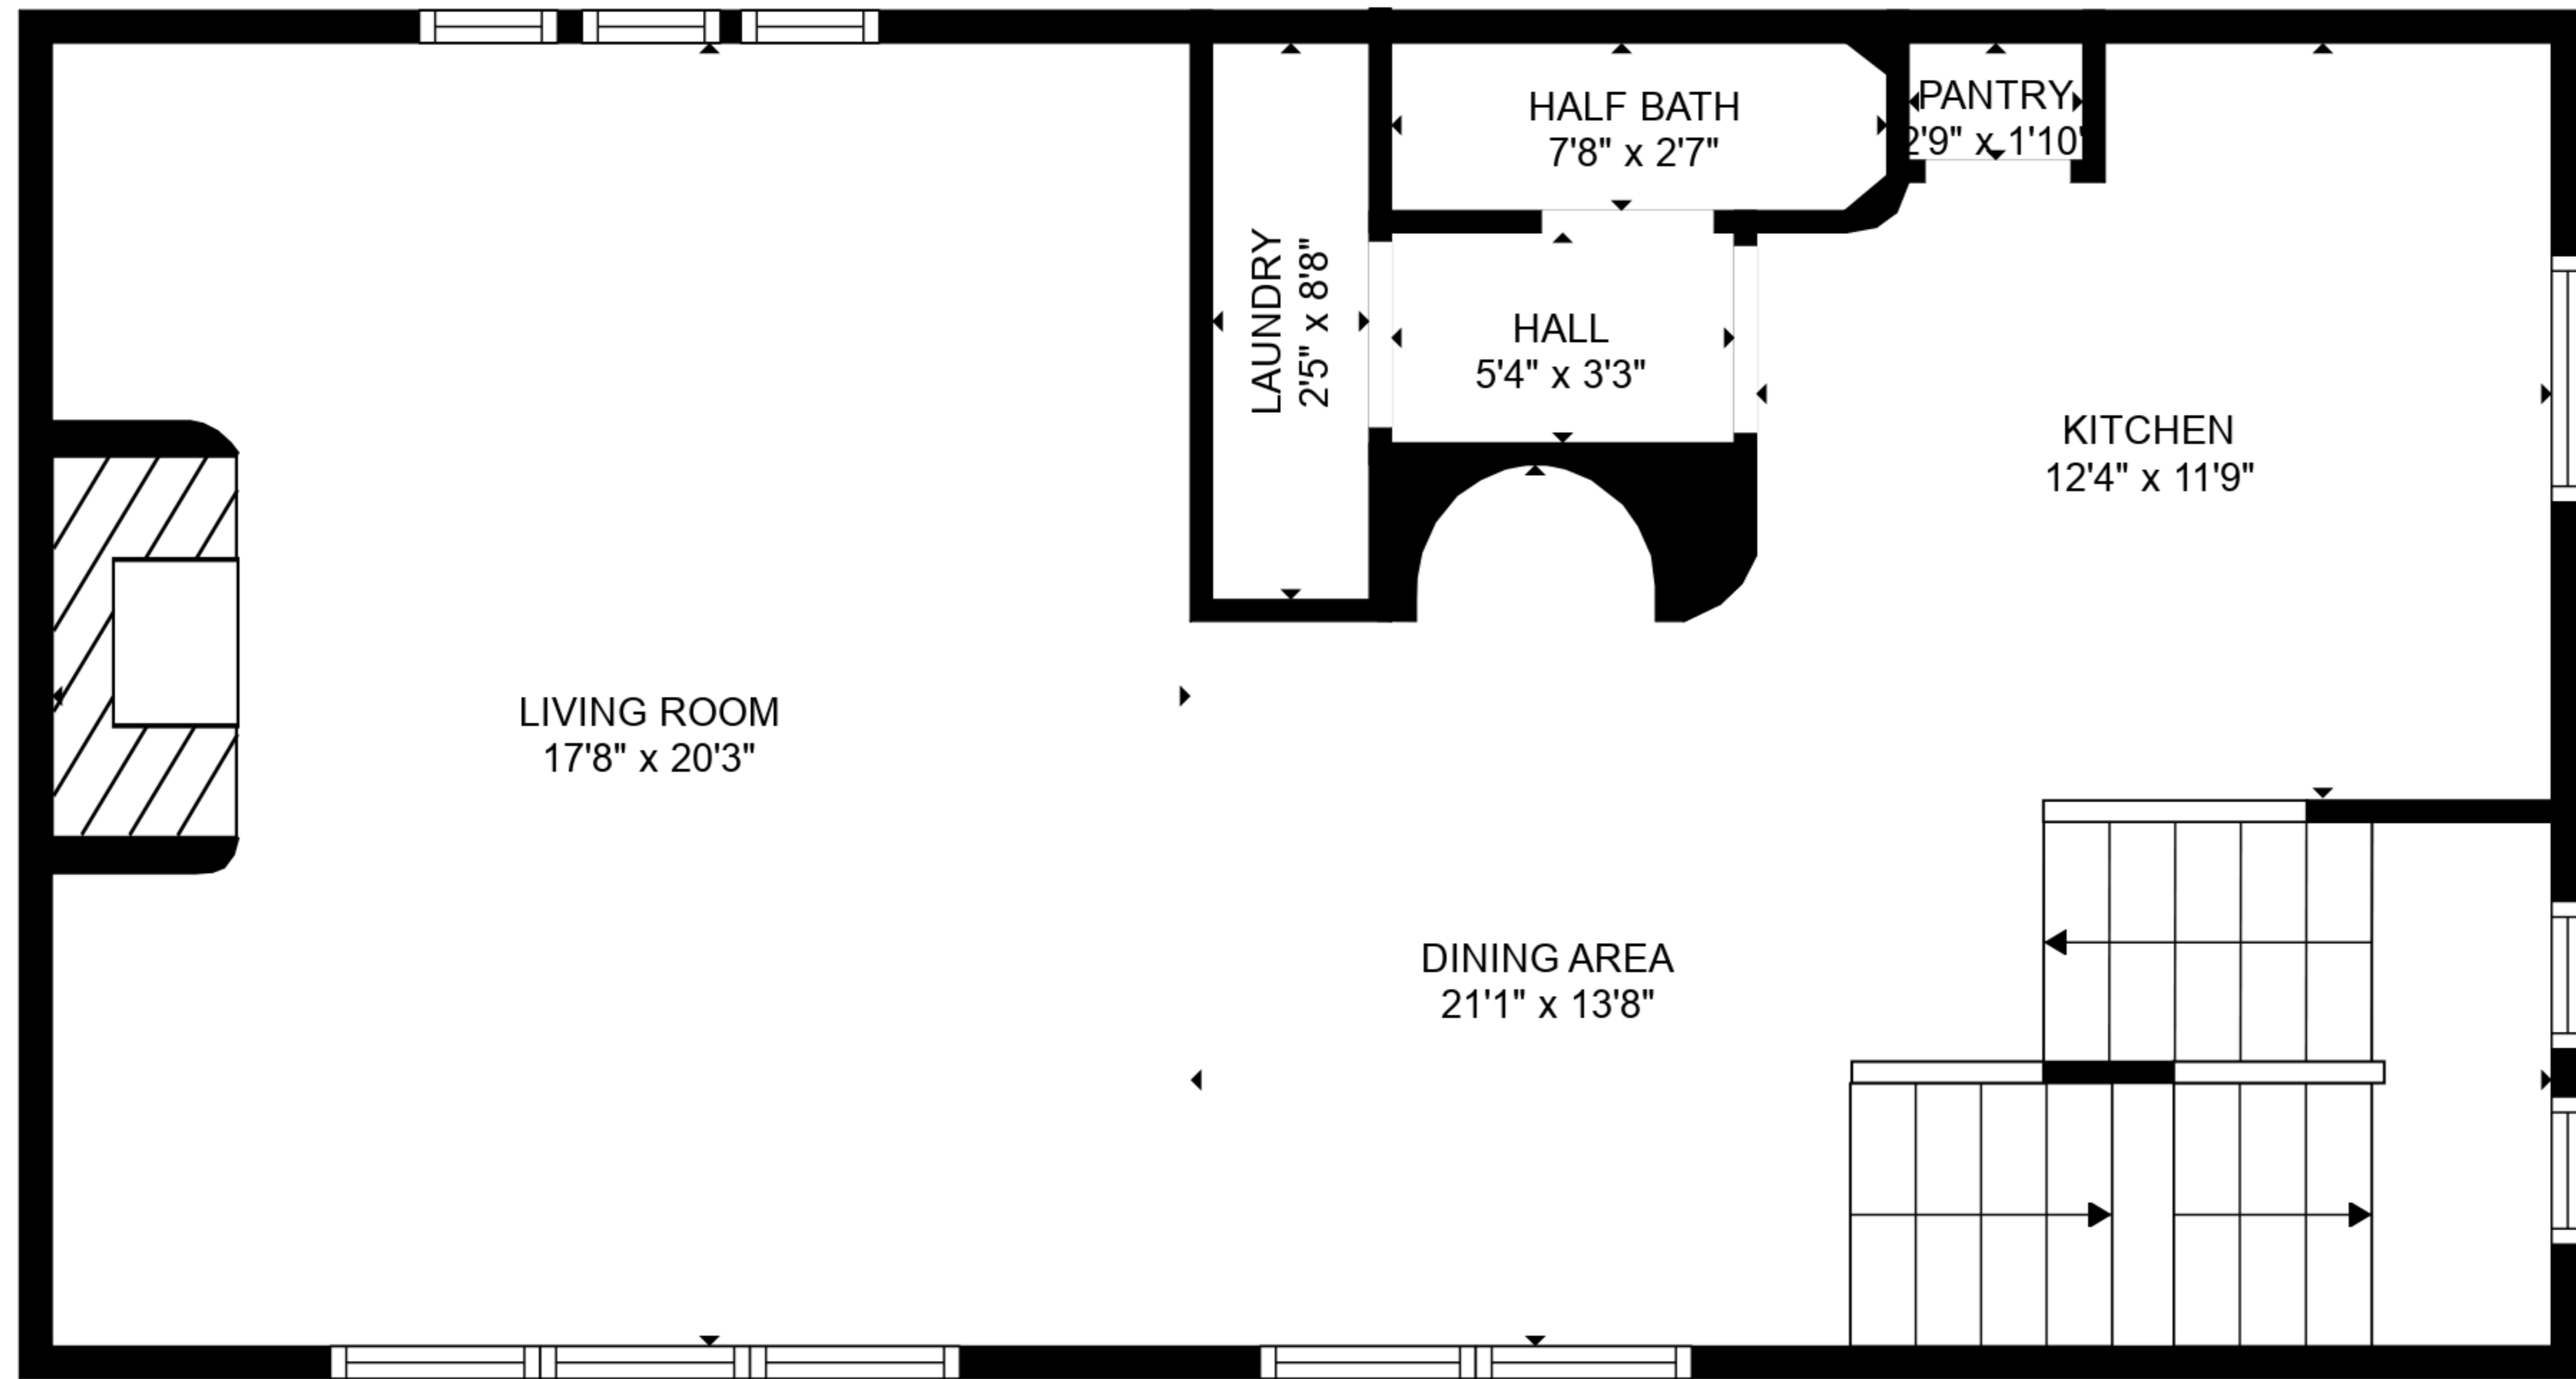 HALF BATH
7'8" x 2'7"
PANTRY
2'9" x 1'10"
LAUNDRY
2'5" x 8'8"
HALL
5'4" x 3'3"
KITCHEN
12'4" x 11'9"
LIVING ROOM
17'8" x 20'3"
DINING AREA
21'1" x 13'8"